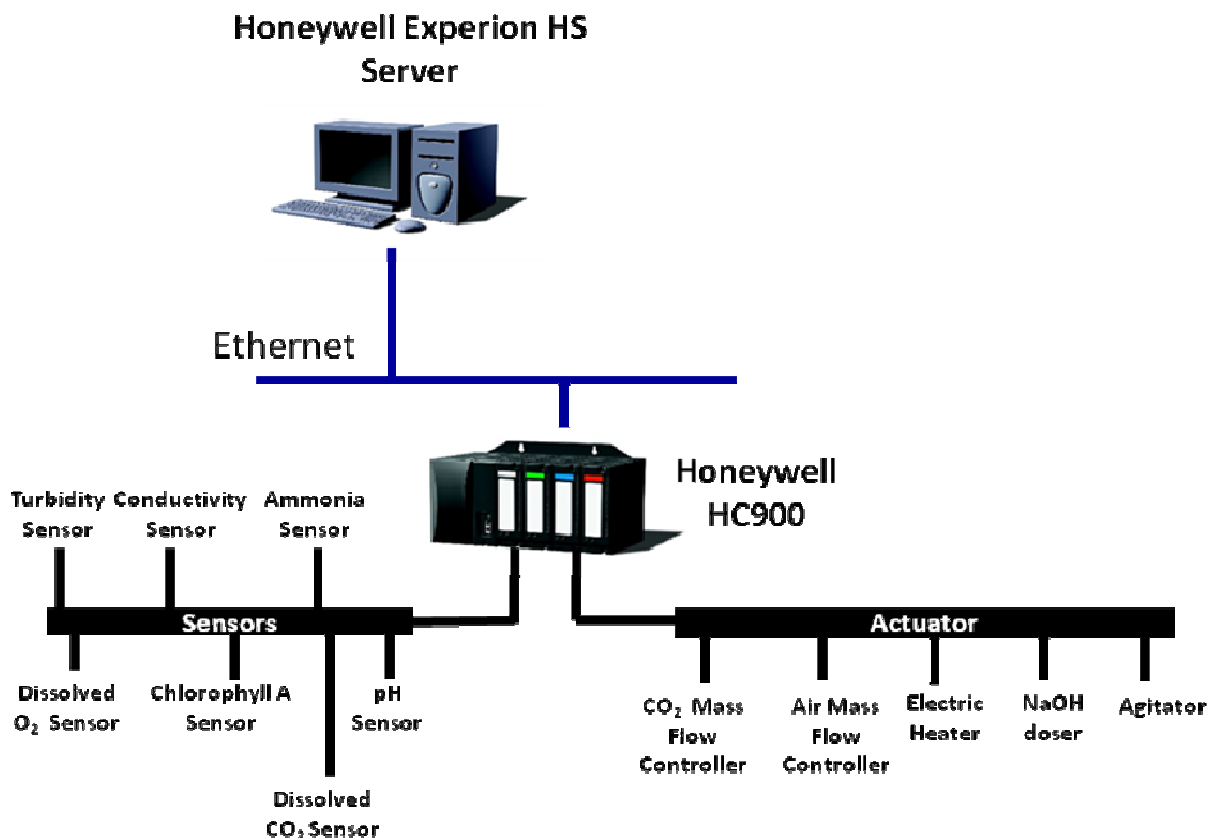 Honeywell Experion HS
Server
Ethernet
Honeywell
HC900
Turbidity
Sensor
Conductivity
Sensor
Ammonia
Sensor
Sensors
Actuator
Dissolved
O₂ Sensor
Chlorophyll A
Sensor
pH
Sensor
Dissolved
CO₂ Sensor
CO₂ Mass
Flow
Controller
Air Mass
Flow
Controller
Electric
Heater
NaOH
doser
Agitator